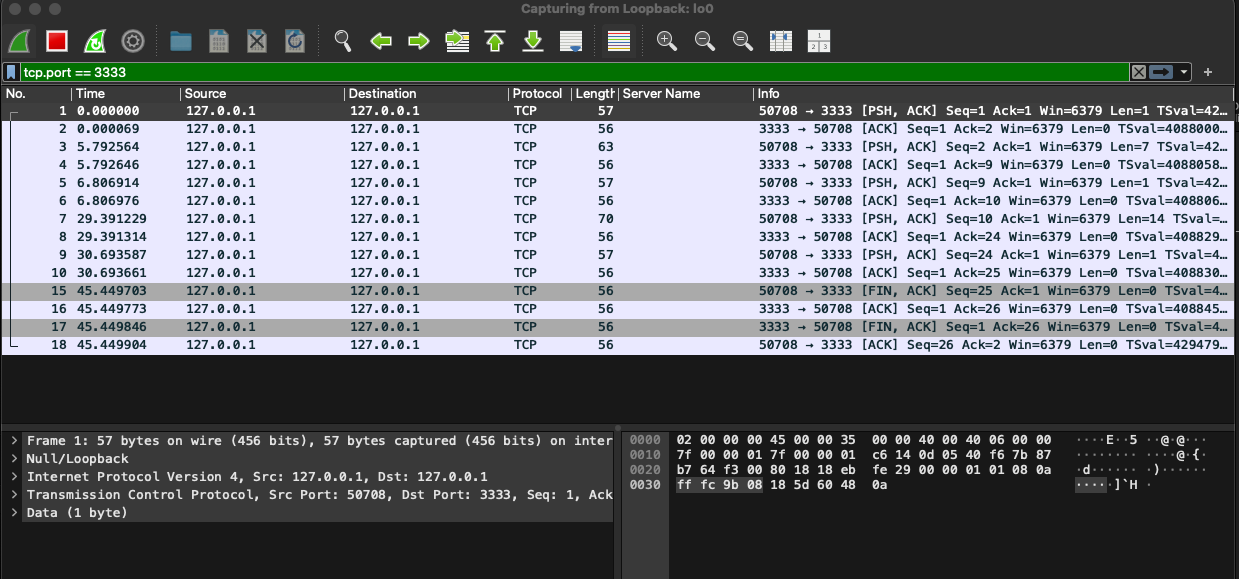 Capturing from Loopback: lo0
tcp.port == 3333
No. Time Source Destination Protocol Length Server Name Info
1 0.000000 127.0.0.1 127.0.0.1 TCP 57 50708 → 3333 [PSH, ACK] Seq=1 Ack=1 Win=6379 Len=1 TSval=42…
2 0.000069 127.0.0.1 127.0.0.1 TCP 56 3333 → 50708 [ACK] Seq=1 Ack=2 Win=6379 Len=0 TSval=4088000…
3 5.792564 127.0.0.1 127.0.0.1 TCP 63 50708 → 3333 [PSH, ACK] Seq=2 Ack=1 Win=6379 Len=7 TSval=42…
4 5.792646 127.0.0.1 127.0.0.1 TCP 56 3333 → 50708 [ACK] Seq=1 Ack=9 Win=6379 Len=0 TSval=4088058…
5 6.806914 127.0.0.1 127.0.0.1 TCP 57 50708 → 3333 [PSH, ACK] Seq=9 Ack=1 Win=6379 Len=1 TSval=42…
6 6.806976 127.0.0.1 127.0.0.1 TCP 56 3333 → 50708 [ACK] Seq=1 Ack=10 Win=6379 Len=0 TSval=408806…
7 29.391229 127.0.0.1 127.0.0.1 TCP 70 50708 → 3333 [PSH, ACK] Seq=10 Ack=1 Win=6379 Len=14 TSval=…
8 29.391314 127.0.0.1 127.0.0.1 TCP 56 3333 → 50708 [ACK] Seq=1 Ack=24 Win=6379 Len=0 TSval=408829…
9 30.693587 127.0.0.1 127.0.0.1 TCP 57 50708 → 3333 [PSH, ACK] Seq=24 Ack=1 Win=6379 Len=1 TSval=4…
10 30.693661 127.0.0.1 127.0.0.1 TCP 56 3333 → 50708 [ACK] Seq=1 Ack=25 Win=6379 Len=0 TSval=408830…
15 45.449703 127.0.0.1 127.0.0.1 TCP 56 50708 → 3333 [FIN, ACK] Seq=25 Ack=1 Win=6379 Len=0 TSval=4…
16 45.449773 127.0.0.1 127.0.0.1 TCP 56 3333 → 50708 [ACK] Seq=1 Ack=26 Win=6379 Len=0 TSval=408845…
17 45.449846 127.0.0.1 127.0.0.1 TCP 56 3333 → 50708 [FIN, ACK] Seq=1 Ack=26 Win=6379 Len=0 TSval=4…
18 45.449904 127.0.0.1 127.0.0.1 TCP 56 50708 → 3333 [ACK] Seq=26 Ack=2 Win=6379 Len=0 TSval=429479…
Frame 1: 57 bytes on wire (456 bits), 57 bytes captured (456 bits) on inter
Null/Loopback
Internet Protocol Version 4, Src: 127.0.0.1, Dst: 127.0.0.1
Transmission Control Protocol, Src Port: 50708, Dst Port: 3333, Seq: 1, Ack
Data (1 byte)
0000 02 00 00 00 45 00 00 35 00 00 40 00 40 06 00 00 ····E··5 ··@·@···
0010 7f 00 00 01 7f 00 00 01 c6 14 0d 05 40 f6 7b 87 ········ ····@·{·
0020 b7 64 f3 00 80 18 18 eb fe 29 00 00 01 01 08 0a ·d······ ·)······
0030 ff fc 9b 08 18 5d 60 48 0a ·····]`H ·